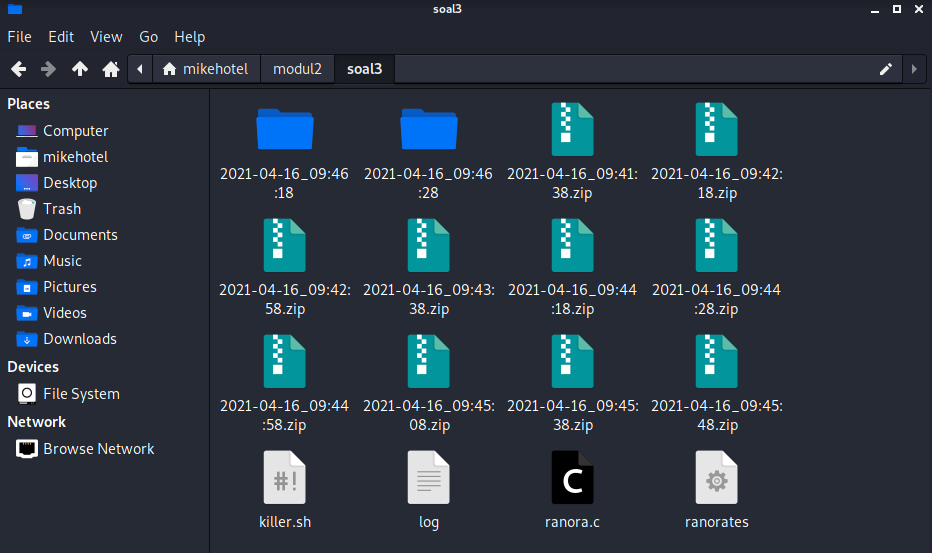 soal3
File Edit View Go Help
mikehotel modul2 soal3
Places
Computer
mikehotel
Desktop
Trash
Documents
Music
Pictures
Videos
Downloads
Devices
File System
Network
Browse Network
2021-04-16_09:46 2021-04-16_09:46 2021-04-16_09:41: 2021-04-16_09:42:
:18 :28 38.zip 18.zip
2021-04-16_09:42: 2021-04-16_09:43: 2021-04-16_09:44 2021-04-16_09:44
58.zip 38.zip :18.zip :28.zip
2021-04-16_09:44 2021-04-16_09:45: 2021-04-16_09:45: 2021-04-16_09:45:
:58.zip 08.zip 38.zip 48.zip
#!
C
killer.sh log ranora.c ranorates